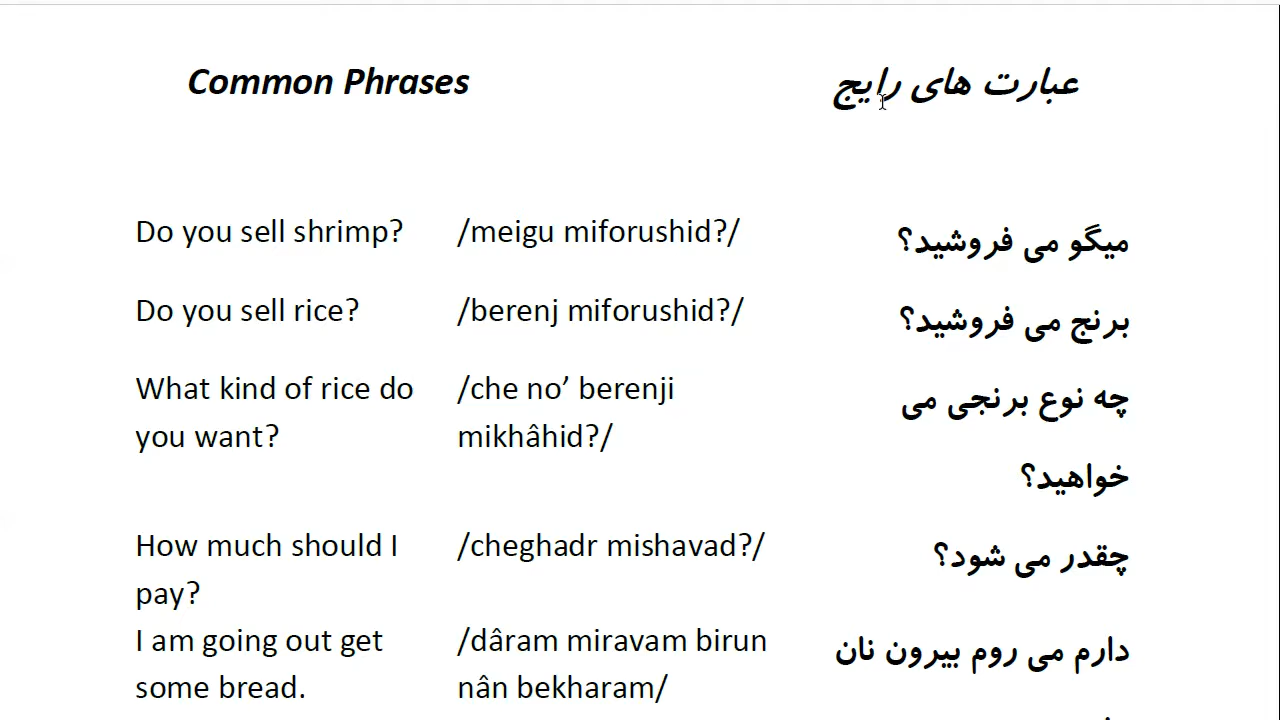 Common Phrases
عبارت های رایج
Do you sell shrimp? /meigu miforushid?/ میگو می فروشید؟
Do you sell rice? /berenj miforushid?/ برنج می فروشید؟
What kind of rice do /che no’ berenji چه نوع برنجی می
you want? mikhâhid?/ خواهید؟
How much should I /cheghadr mishavad?/ چقدر می شود؟
pay?
I am going out get /dâram miravam birun دارم می روم بیرون نان
some bread. nân bekharam/